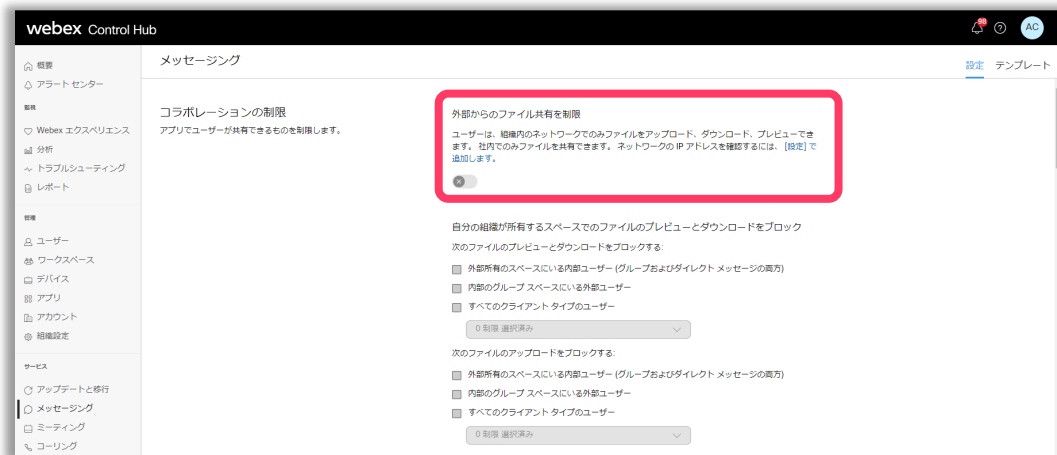 webex Control Hub
98
AC
概要
アラート センター
監視
Webex エクスペリエンス
分析
トラブルシューティング
レポート
管理
ユーザー
ワークスペース
デバイス
アプリ
アカウント
組織設定
サービス
アップデートと移行
メッセージング
ミーティング
コーリング
メッセージング
設定 テンプレート
コラボレーションの制限
アプリでユーザーが共有できるものを制限します。
外部からのファイル共有を制限
ユーザーは、組織内のネットワークでのみファイルをアップロード、ダウンロード、プレビューでき
ます。 社内でのみファイルを共有できます。 ネットワークの IP アドレスを確認するには、 [設定] で
追加します。
自分の組織が所有するスペースでのファイルのプレビューとダウンロードをブロック
次のファイルのプレビューとダウンロードをブロックする:
外部所有のスペースにいる内部ユーザー (グループおよびダイレクト メッセージの両方)
内部のグループ スペースにいる外部ユーザー
すべてのクライアント タイプのユーザー
0 制限 選択済み
次のファイルのアップロードをブロックする:
外部所有のスペースにいる内部ユーザー (グループおよびダイレクト メッセージの両方)
内部のグループ スペースにいる外部ユーザー
すべてのクライアント タイプのユーザー
0 制限 選択済み